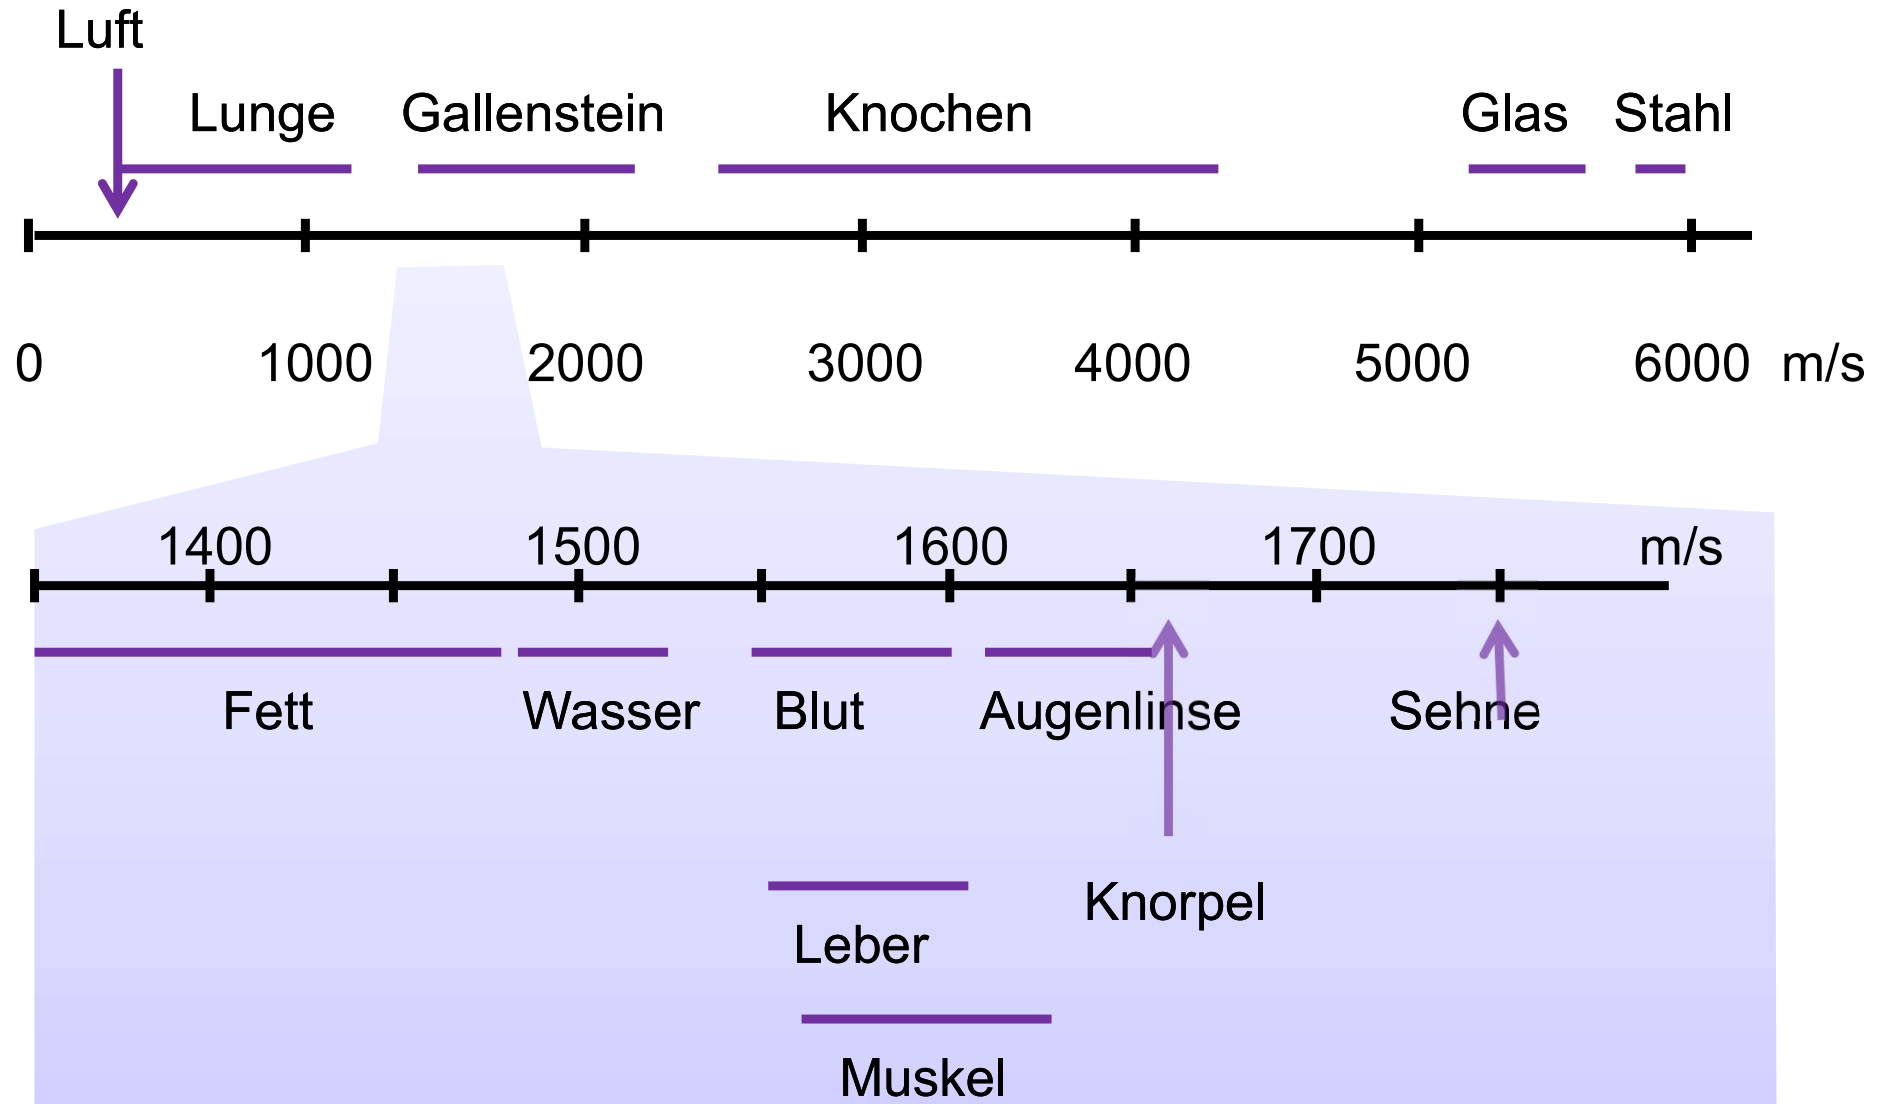 Luft
Lunge Gallenstein Knochen Glas Stahl
0 1000 2000 3000 4000 5000 6000 m/s
1400 1500 1600 1700 m/s
Fett Wasser Blut Augenlinse Sehne
Knorpel
Leber
Muskel